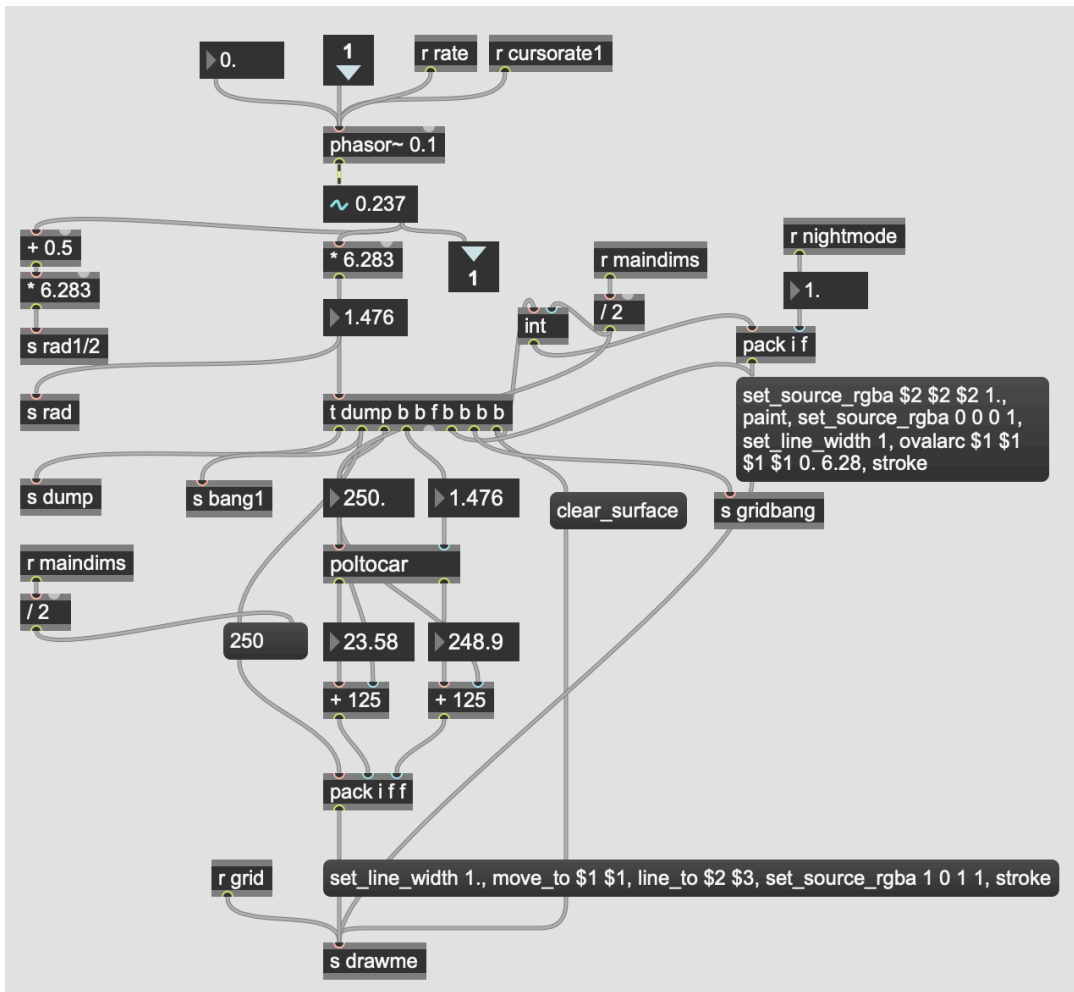 0.
1
r rate
r cursorate1
phasor~ 0.1
0.237
+ 0.5
* 6.283
1
r maindims
r nightmode
* 6.283
1.476
int
/ 2
1.
s rad1/2
pack i f
s rad
t dump b b f b b b b
set_source_rgba $2 $2 $2 1.,
paint, set_source_rgba 0 0 0 1,
set_line_width 1, ovalarc $1 $1
$1 $1 0. 6.28, stroke
s dump
s bang1
250.
1.476
clear_surface
s gridbang
r maindims
poltocar
/ 2
250
23.58
248.9
+ 125
+ 125
pack i f f
r grid
set_line_width 1., move_to $1 $1, line_to $2 $3, set_source_rgba 1 0 1 1, stroke
s drawme